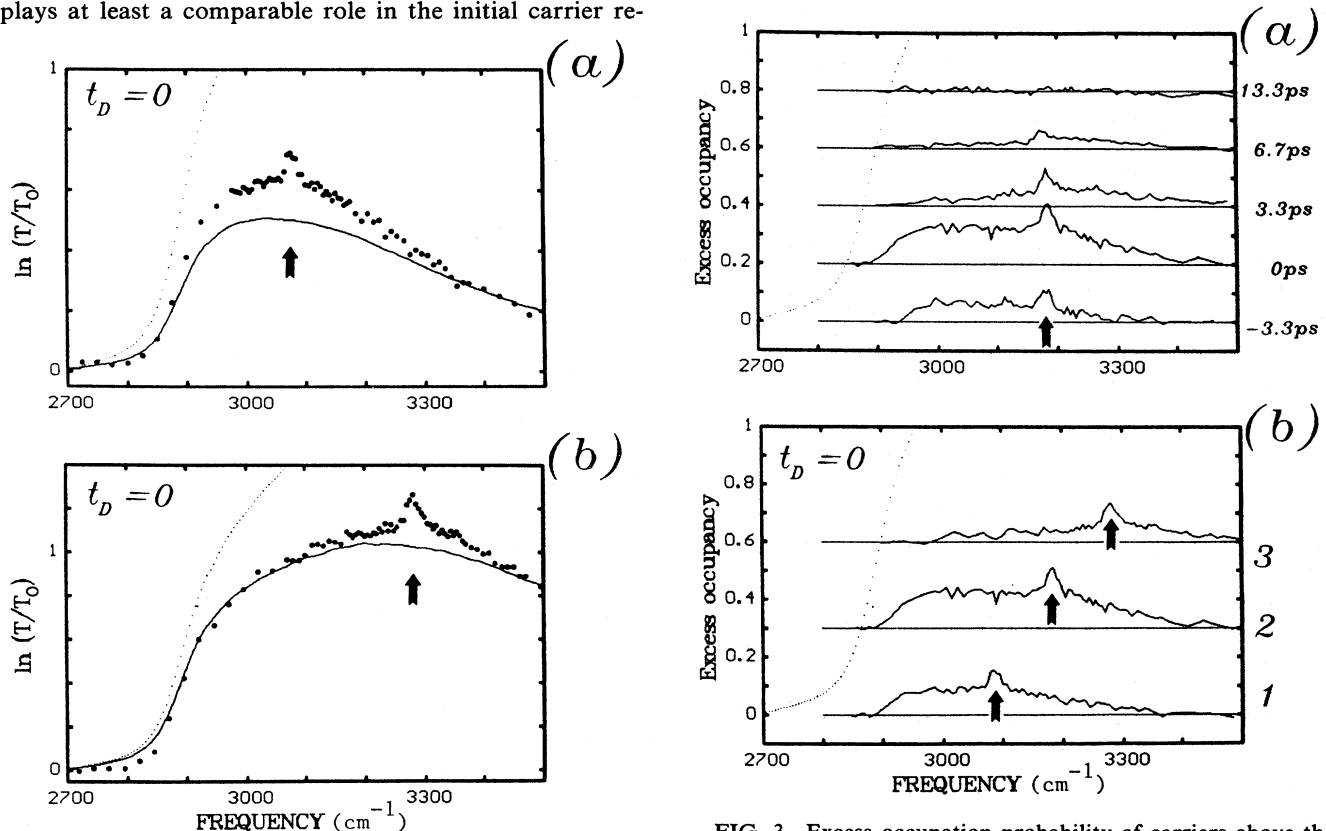 plays at least a comparable role in the initial carrier re-
(a)
t_D = 0
1
0
ln (T/T_0)
2700 3000 3300
(b)
t_D = 0
1
0
ln (T/T_0)
2700 3000 3300
FREQUENCY (cm^-1)
(a)
1
0.8
0.6
0.4
0.2
0
Excess occupancy
13.3ps
6.7ps
3.3ps
0ps
-3.3ps
2700 3000 3300
(b)
t_D = 0
1
0.8
0.6
0.4
0.2
0
Excess occupancy
3
2
1
2700 3000 3300
FREQUENCY (cm^-1)
FIG. 3. Excess occupation probability of carriers above th